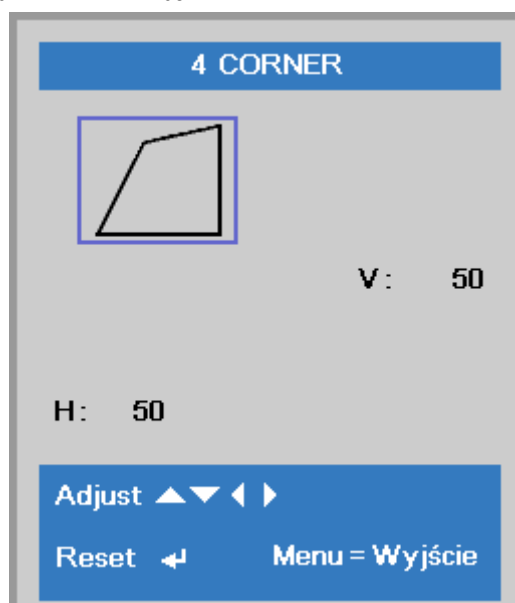 4 CORNER
V: 50
H: 50
Adjust
Reset Menu = Wyjście